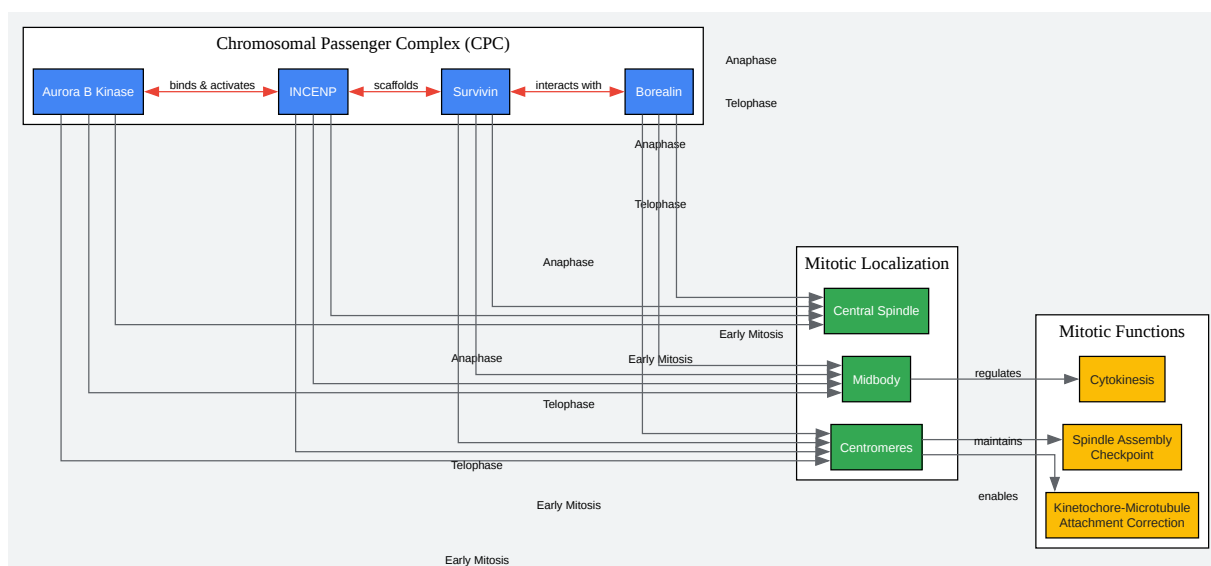 Chromosomal Passenger Complex (CPC)
Aurora B Kinase
binds & activates
INCENP
scaffolds
Survivin
interacts with
Borealin
Anaphase
Telophase
Anaphase
Telophase
Anaphase
Mitotic Localization
Central Spindle
Early Mitosis
Mitotic Functions
Anaphase
Early Mitosis
Midbody
regulates
Cytokinesis
Telophase
Centromeres
maintains
Spindle Assembly
Checkpoint
Telophase
enables
Early Mitosis
Kinetochore-Microtubule
Attachment Correction
Early Mitosis